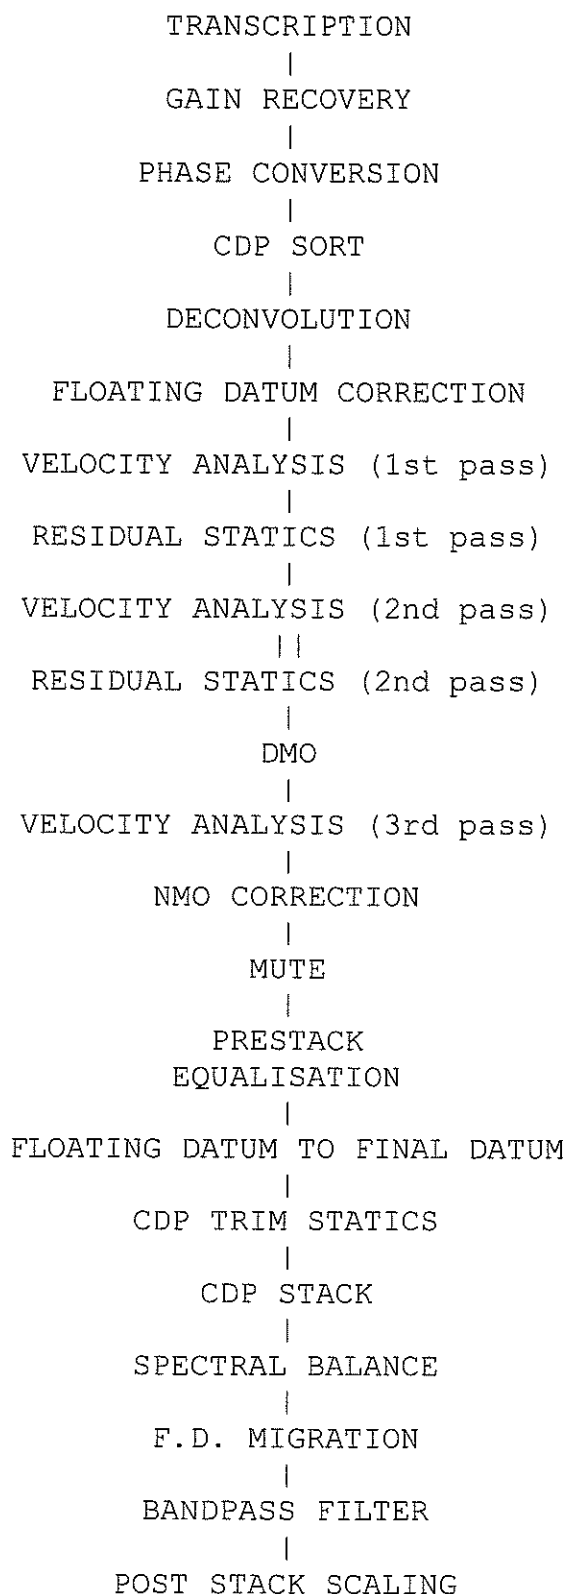 TRANSCRIPTION
|
GAIN RECOVERY
|
PHASE CONVERSION
|
CDP SORT
|
DECONVOLUTION
|
FLOATING DATUM CORRECTION
|
VELOCITY ANALYSIS (1st pass)
|
RESIDUAL STATICS (1st pass)
|
VELOCITY ANALYSIS (2nd pass)
||
RESIDUAL STATICS (2nd pass)
|
DMO
|
VELOCITY ANALYSIS (3rd pass)
|
NMO CORRECTION
|
MUTE
|
PRESTACK
EQUALISATION
|
FLOATING DATUM TO FINAL DATUM
|
CDP TRIM STATICS
|
CDP STACK
|
SPECTRAL BALANCE
|
F.D. MIGRATION
|
BANDPASS FILTER
|
POST STACK SCALING